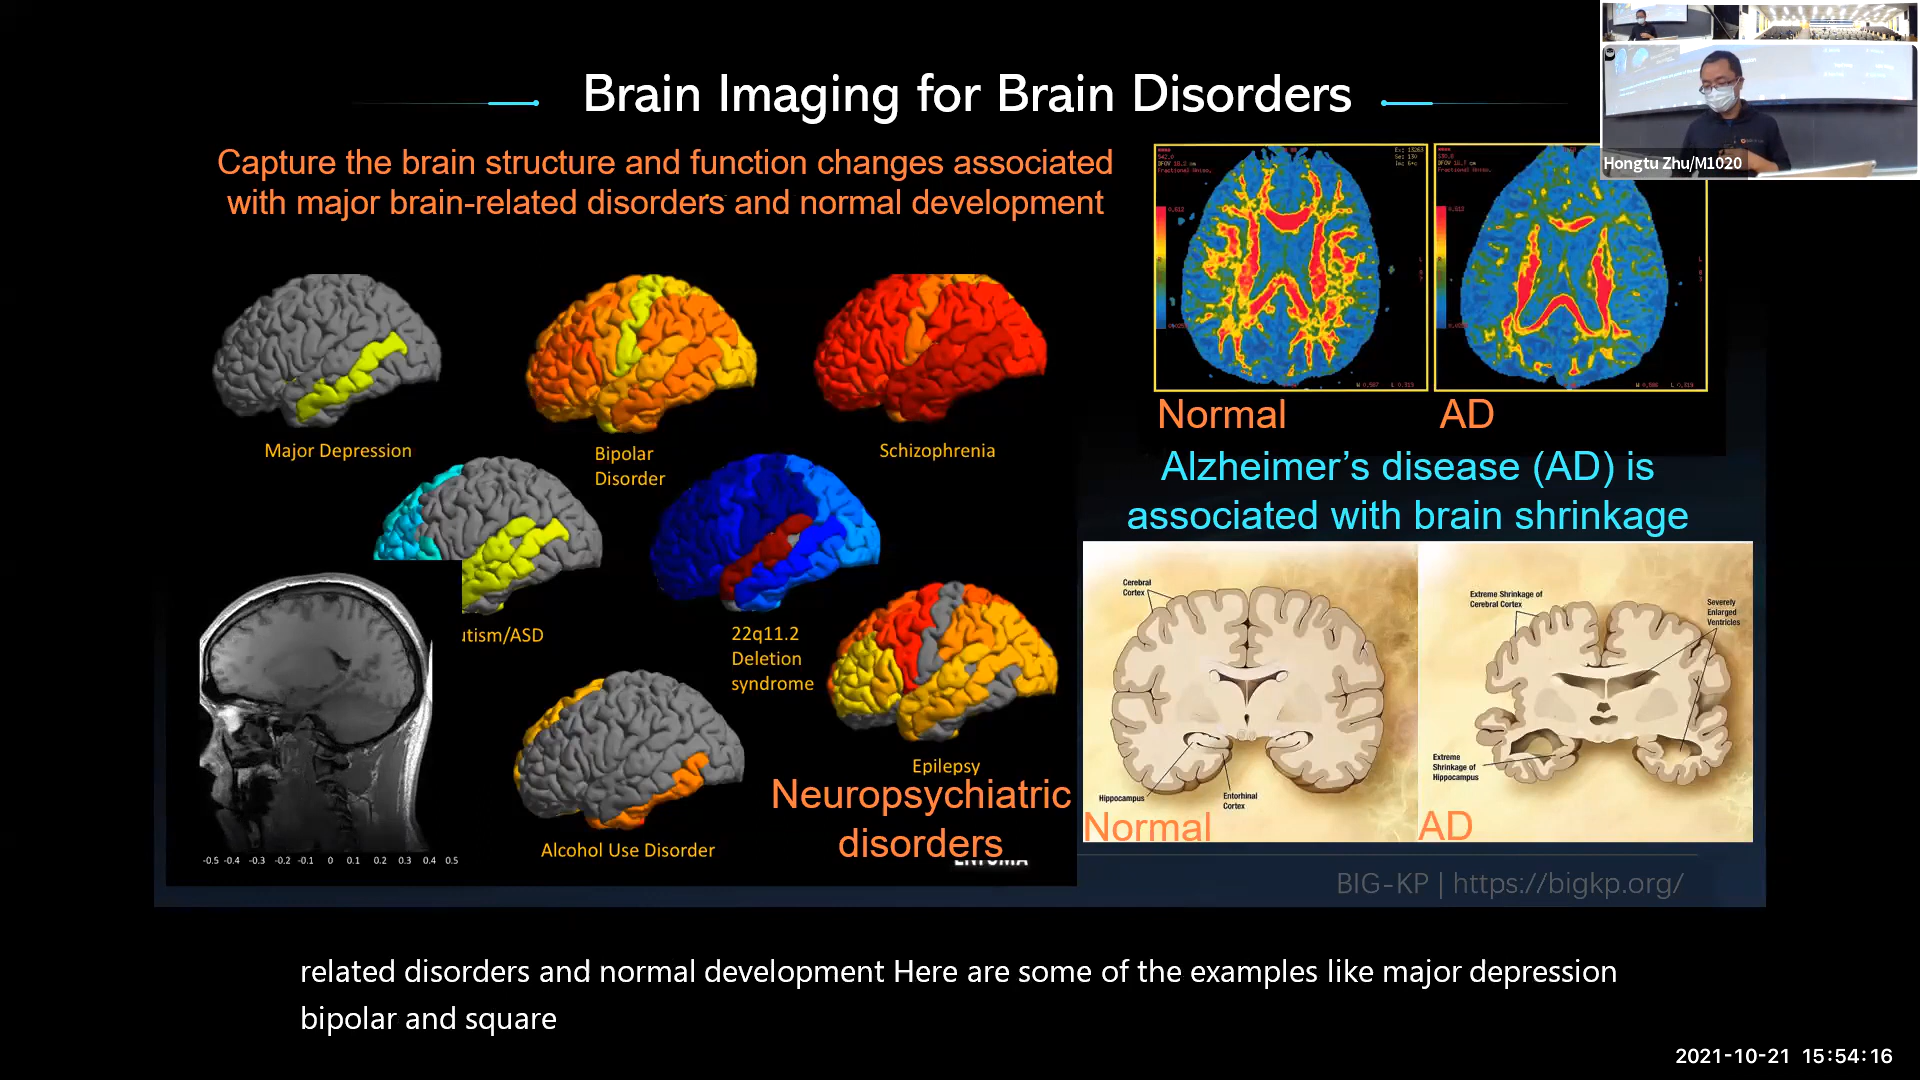 Brain Imaging for Brain Disorders
Capture the brain structure and function changes associated
with major brain-related disorders and normal development
Hongtu Zhu/M1020
Major Depression
Bipolar
Disorder
Schizophrenia
Normal
AD
Alzheimer's disease (AD) is
associated with brain shrinkage
utism/ASD
22q11.2
Deletion
syndrome
Epilepsy
Alcohol Use Disorder
Neuropsychiatric
disorders
-0.5 -0.4 -0.3 -0.2 -0.1 0 0.1 0.2 0.3 0.4 0.5
Cerebral
Cortex
Hippocampus
Entorhinal
Cortex
Normal
Extreme Shrinkage of
Cerebral Cortex
Severely
Enlarged
Ventricles
Extreme
Shrinkage of
Hippocampus
AD
BIG-KP | https://bigkp.org/
related disorders and normal development Here are some of the examples like major depression
bipolar and square
2021-10-21 15:54:16